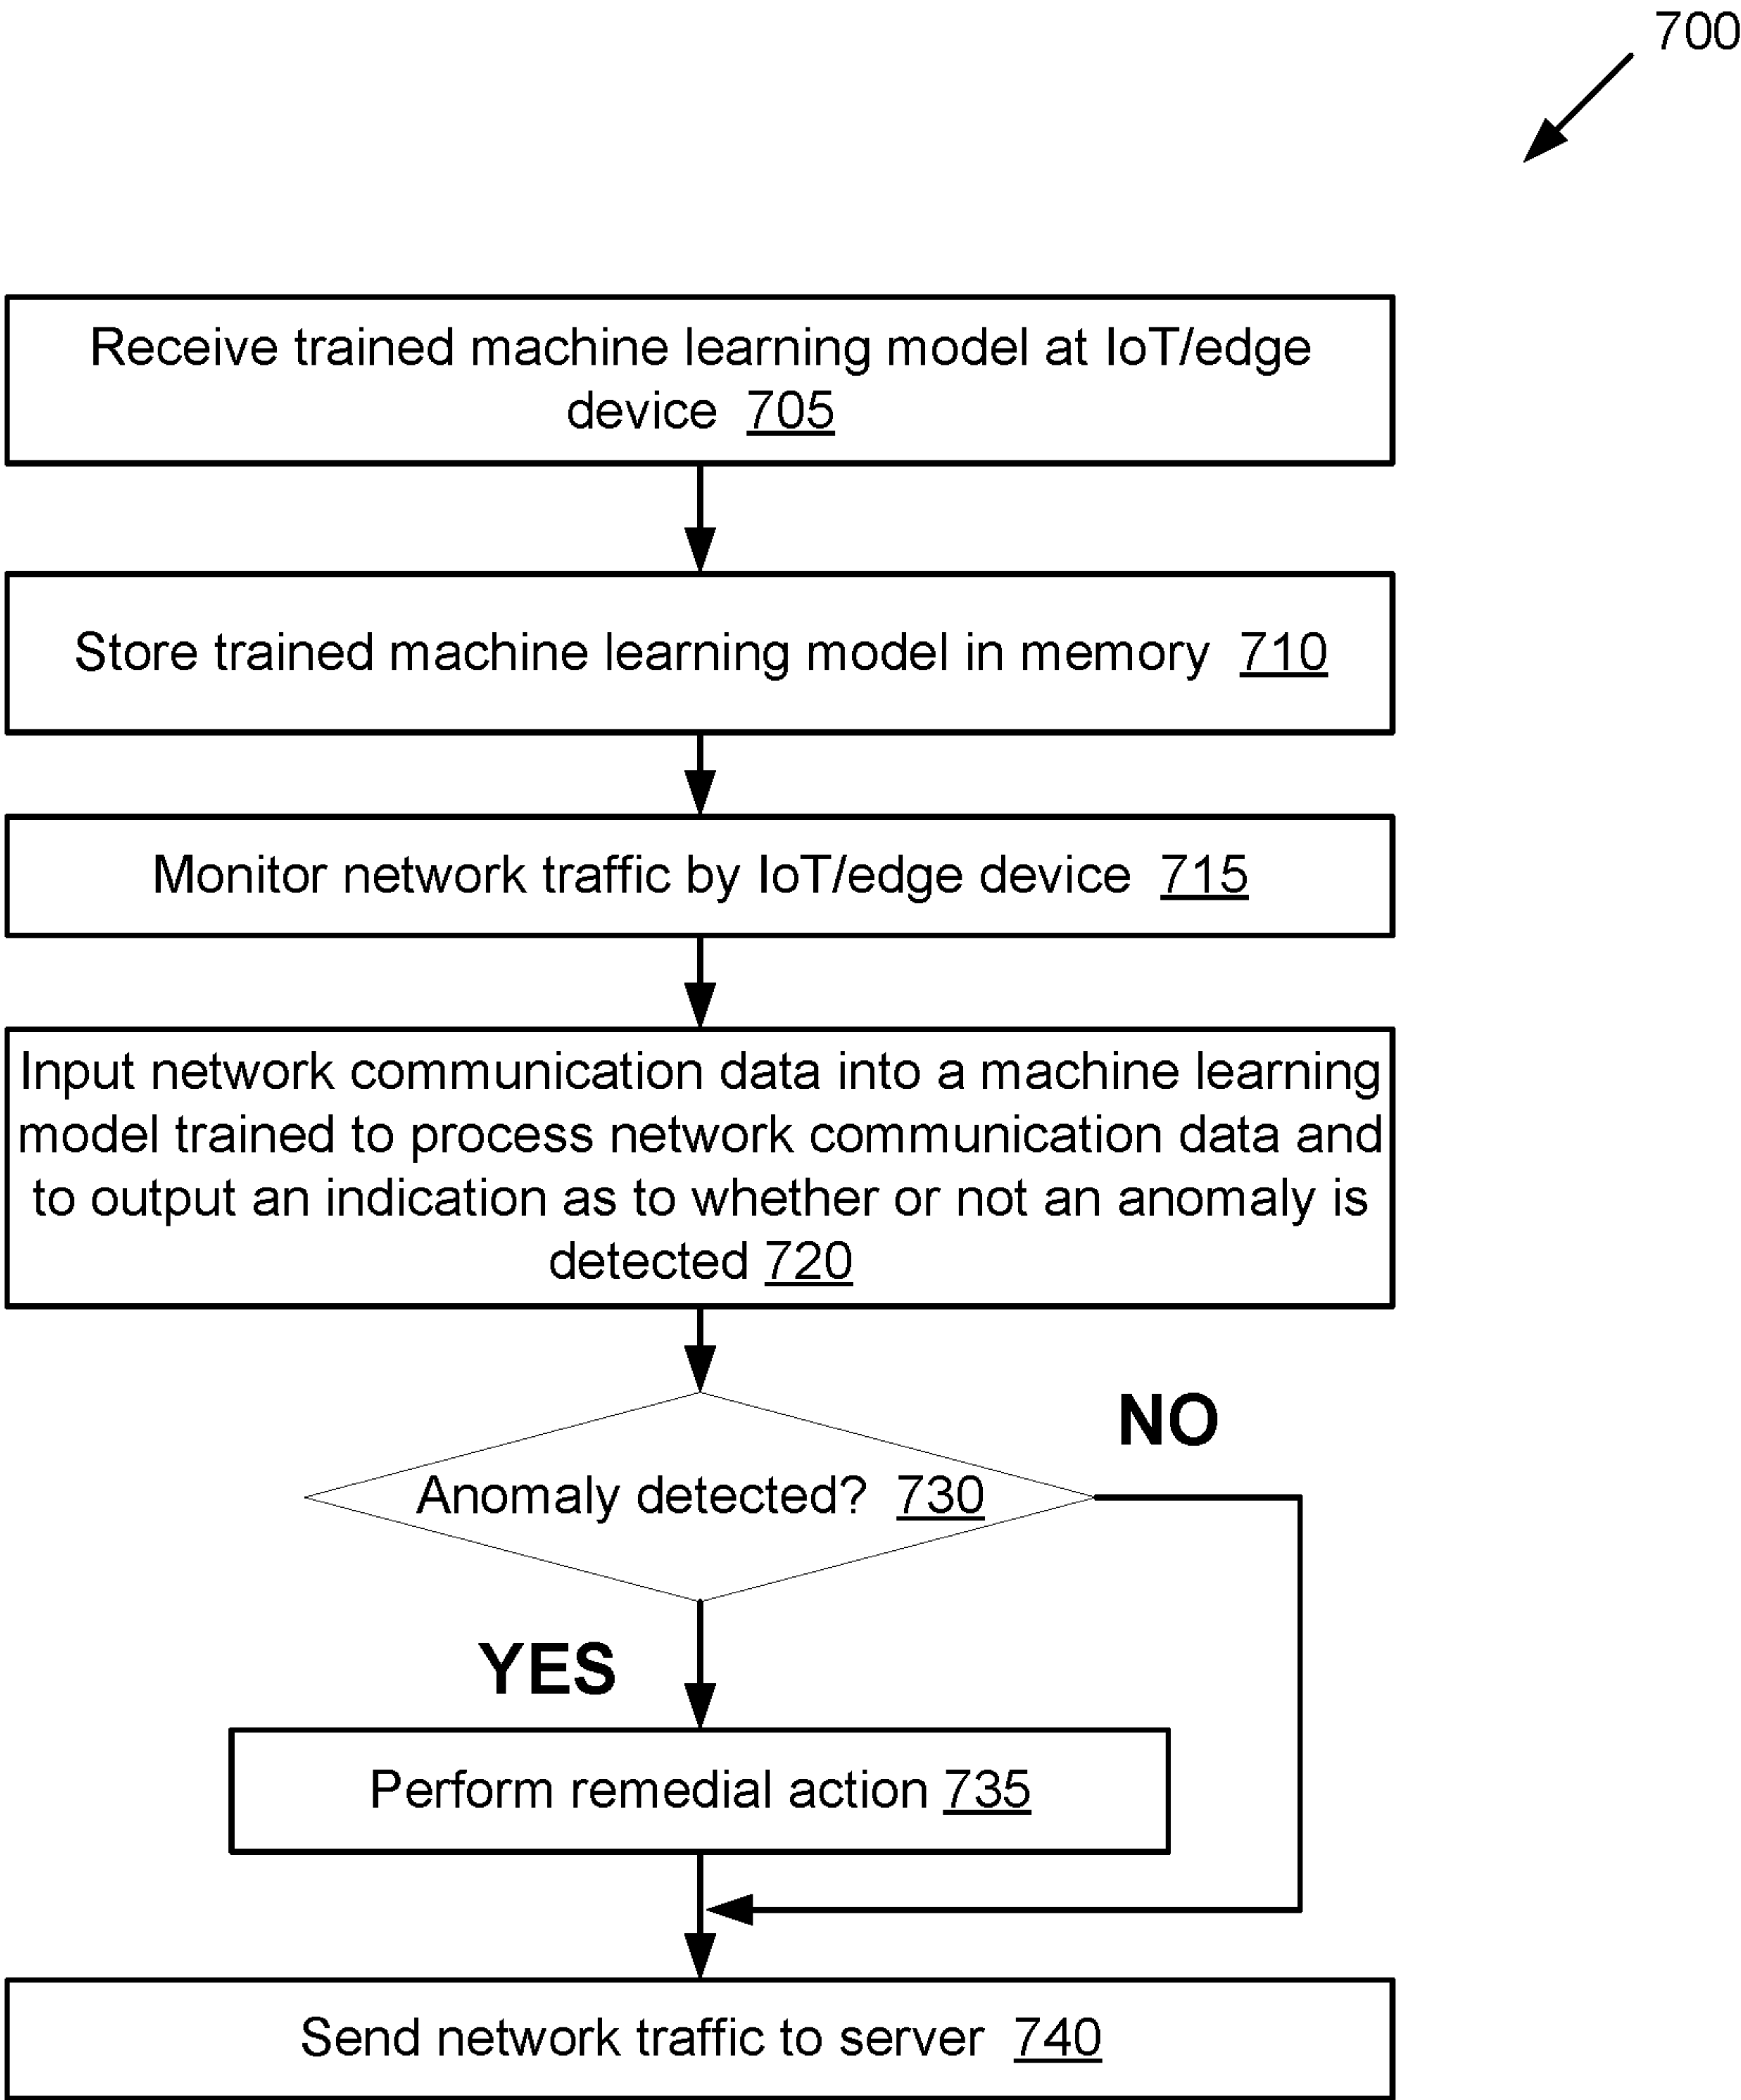 700
Receive trained machine learning model at IoT/edge
device 705
Store trained machine learning model in memory 710
Monitor network traffic by IoT/edge device 715
Input network communication data into a machine learning
model trained to process network communication data and
to output an indication as to whether or not an anomaly is
detected 720
NO
Anomaly detected? 730
YES
Perform remedial action 735
Send network traffic to server 740